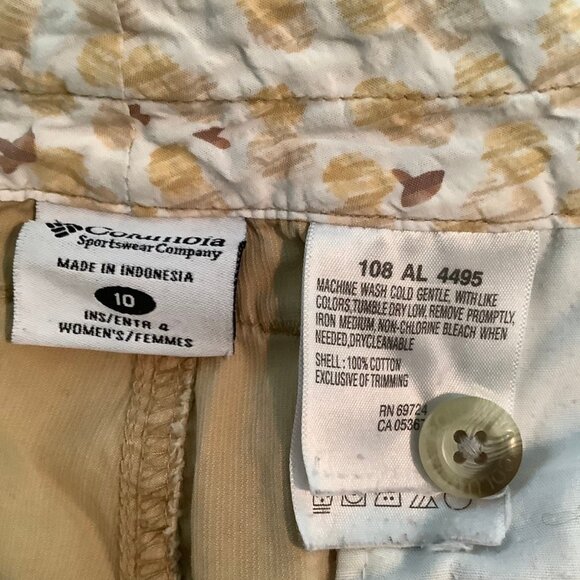 Columbia
Sportswear Company
MADE IN INDONESIA
10
INS/ENTR 4
WOMEN'S/FEMMES
108 AL 4495
MACHINE WASH COLD GENTLE, WITH LIKE
COLORS,TUMBLE DRY LOW, REMOVE PROMPTLY,
IRON MEDIUM, NON-CHLORINE BLEACH WHEN
NEEDED,DRYCLEANABLE
SHELL : 100% COTTON
EXCLUSIVE OF TRIMMING
RN 69724
CA 05367